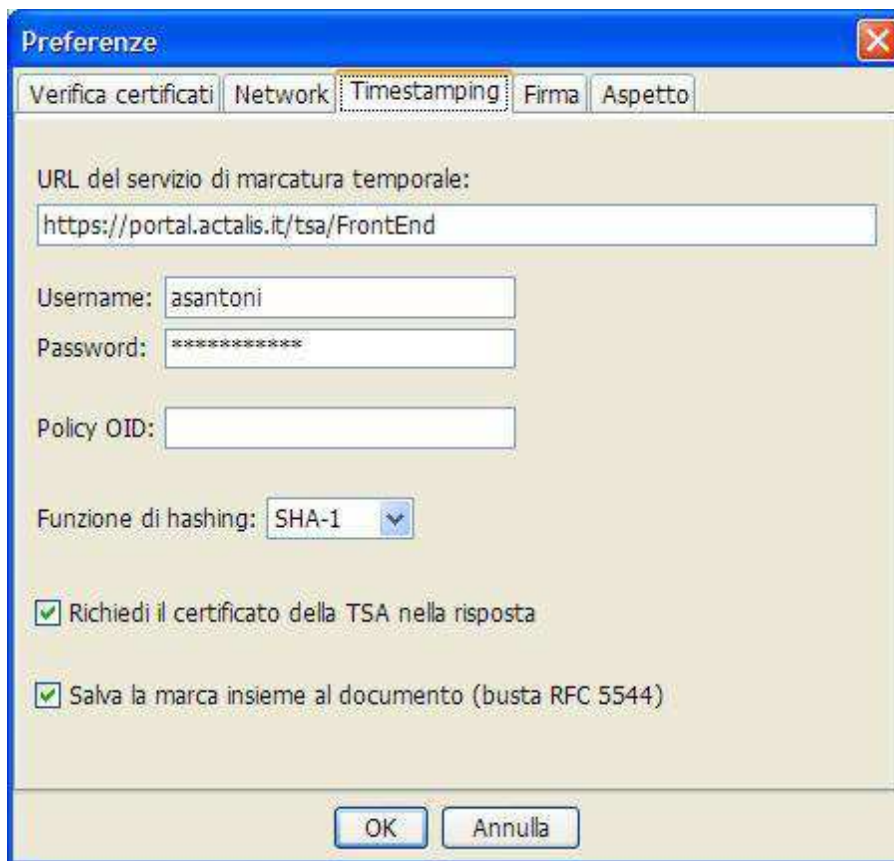 Preferenze
Verifica certificati Network Timestamping Firma Aspetto
URL del servizio di marcatura temporale:
https://portal.actalis.it/tsa/FrontEnd
Username: asantoni
Password: ***********
Policy OID:
Funzione di hashing: SHA-1
Richiedi il certificato della TSA nella risposta
Salva la marca insieme al documento (busta RFC 5544)
OK Annulla